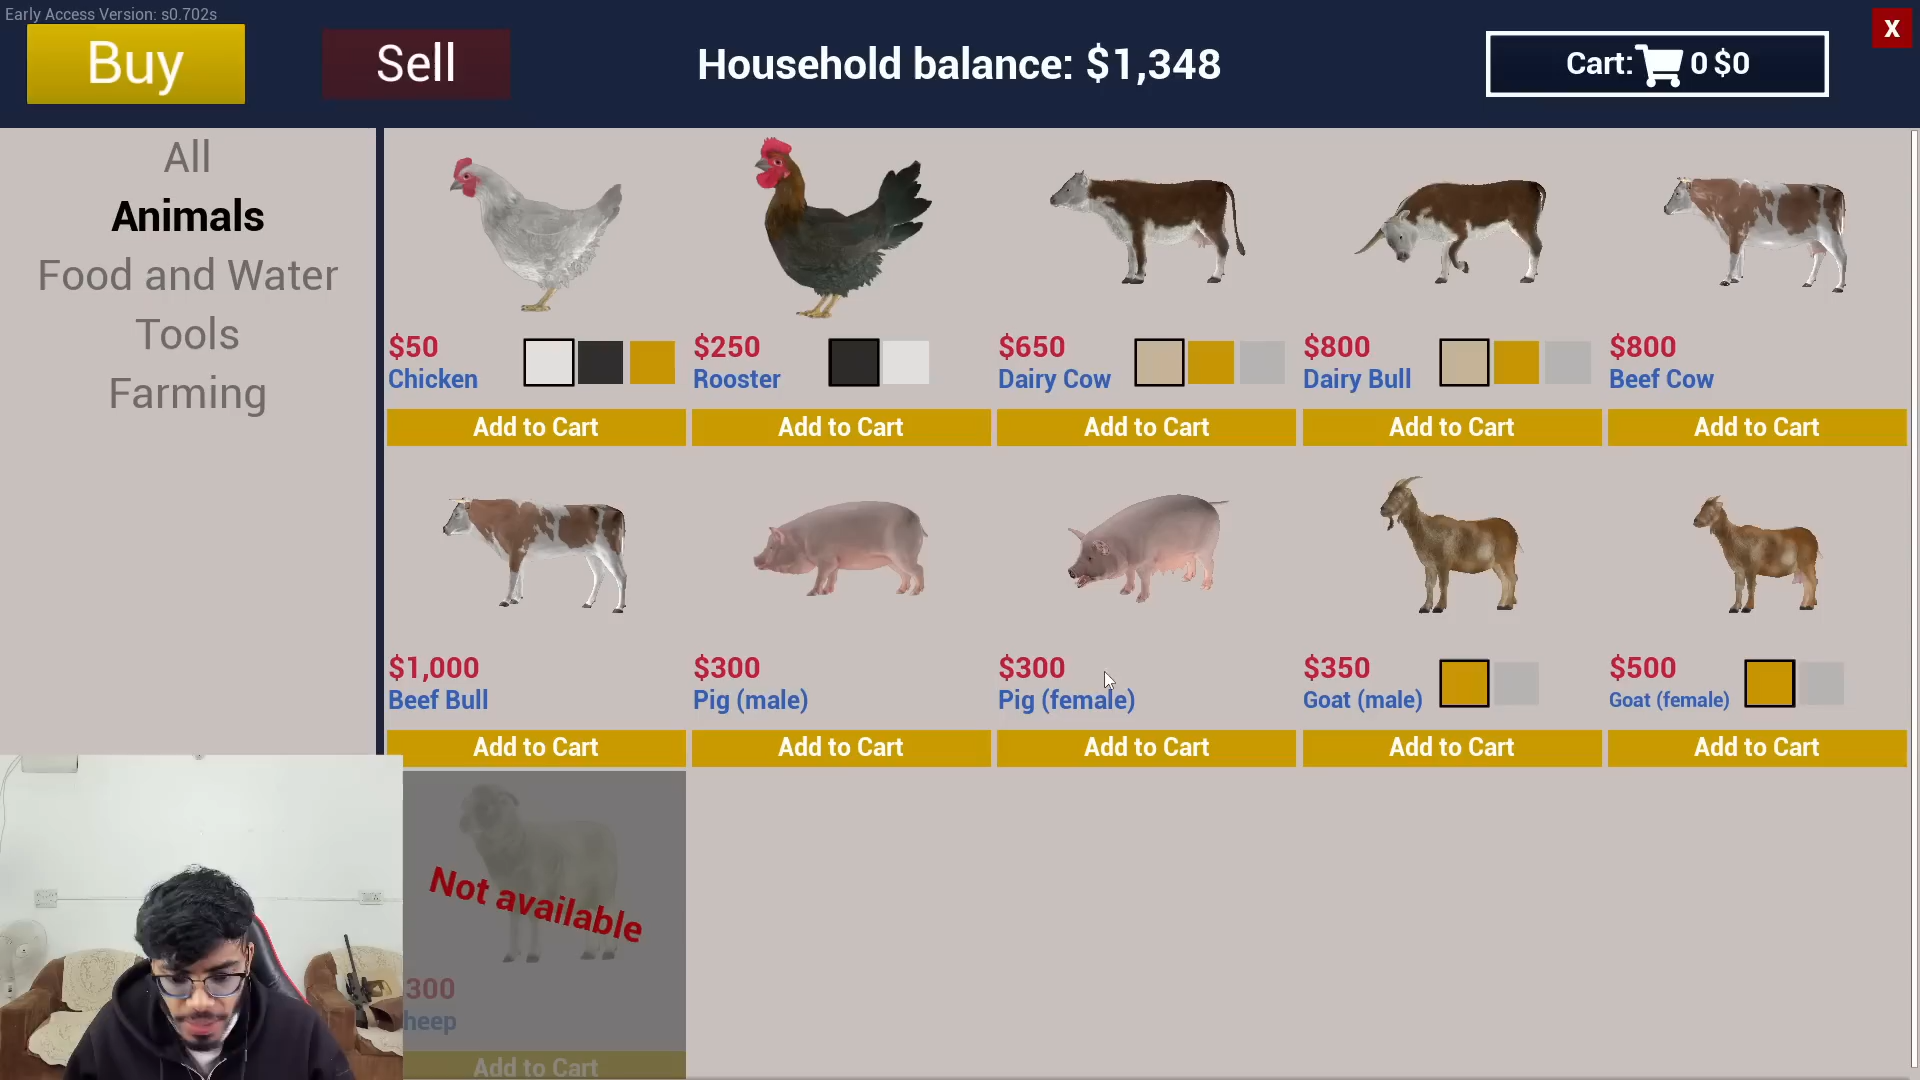 Early Access Version: s0.702s
Buy
Sell
Household balance: $1,348
Cart: 0 $0
X
All
Animals
Food and Water
Tools
Farming
$50
Chicken
Add to Cart
$250
Rooster
Add to Cart
$650
Dairy Cow
Add to Cart
$800
Dairy Bull
Add to Cart
$800
Beef Cow
Add to Cart
$1,000
Beef Bull
Add to Cart
$300
Pig (male)
Add to Cart
$300
Pig (female)
Add to Cart
$350
Goat (male)
Add to Cart
$500
Goat (female)
Add to Cart
Not available
300
heep
Add to Cart